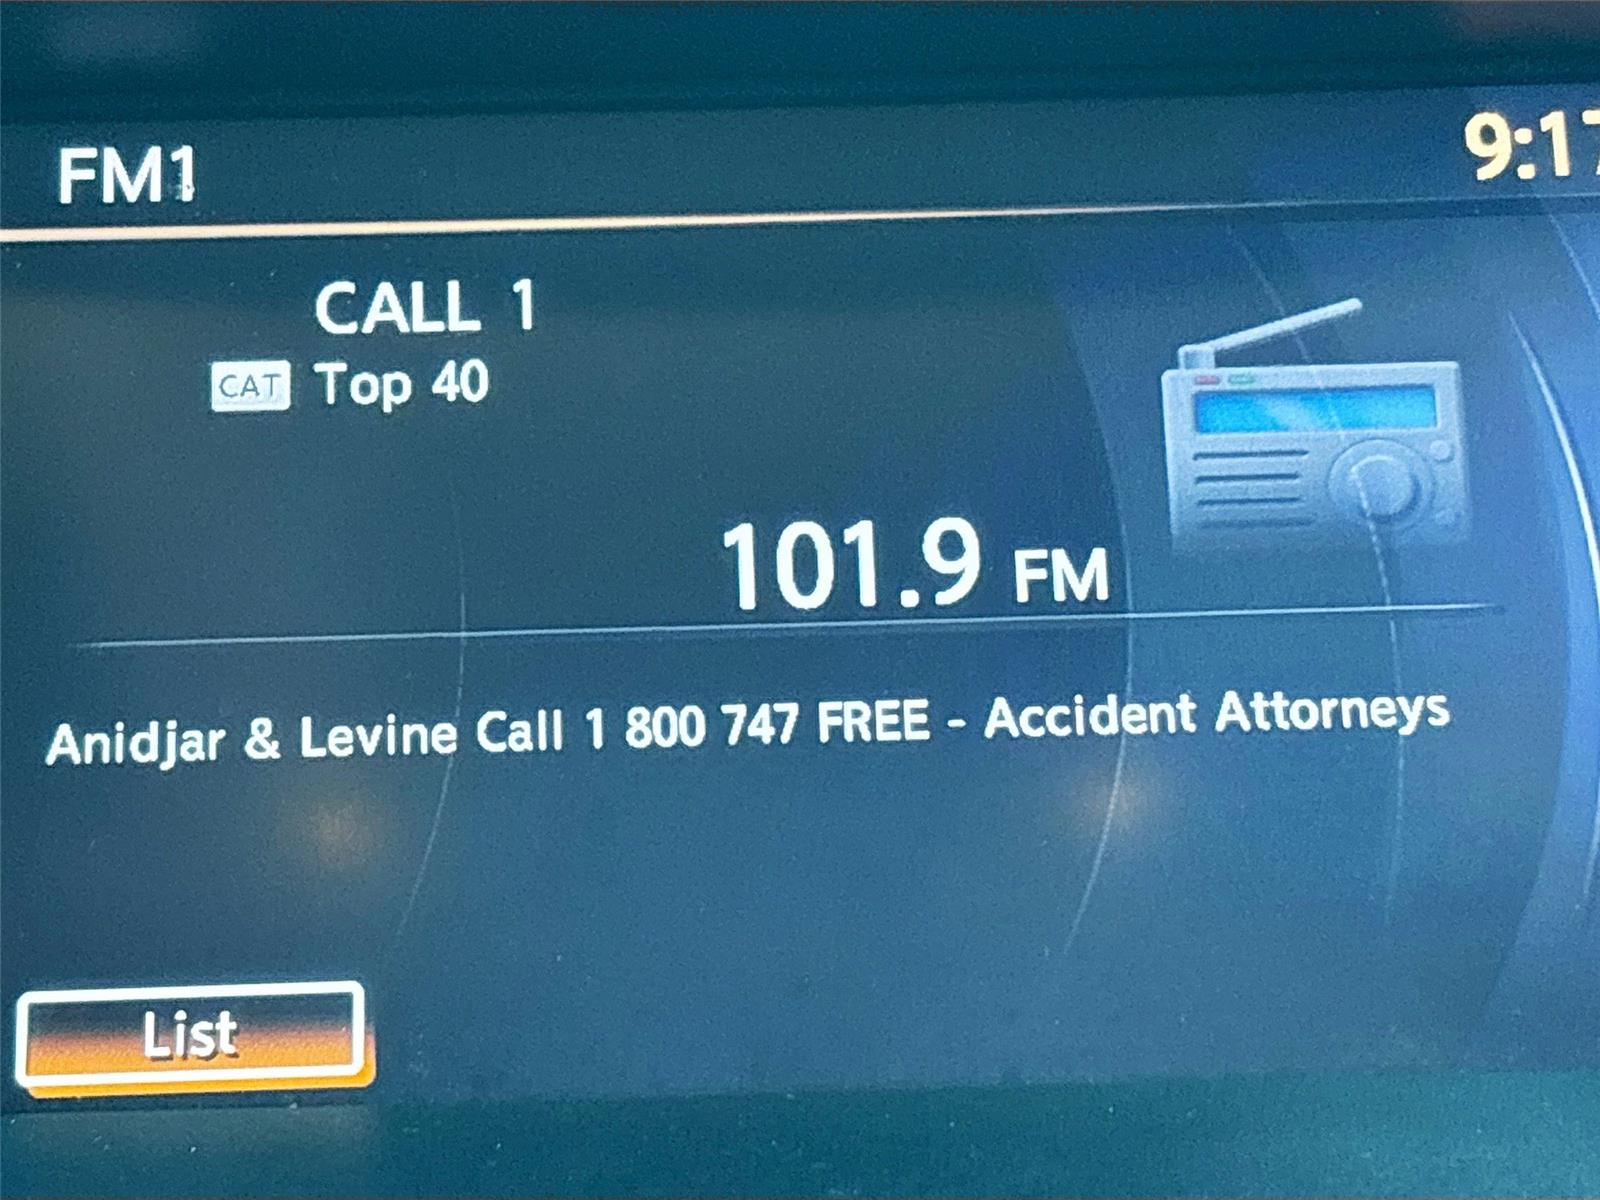 FM1
9:17
CALL 1
CAT Top 40
101.9 FM
Anidjar & Levine Call 1 800 747 FREE - Accident Attorneys
List